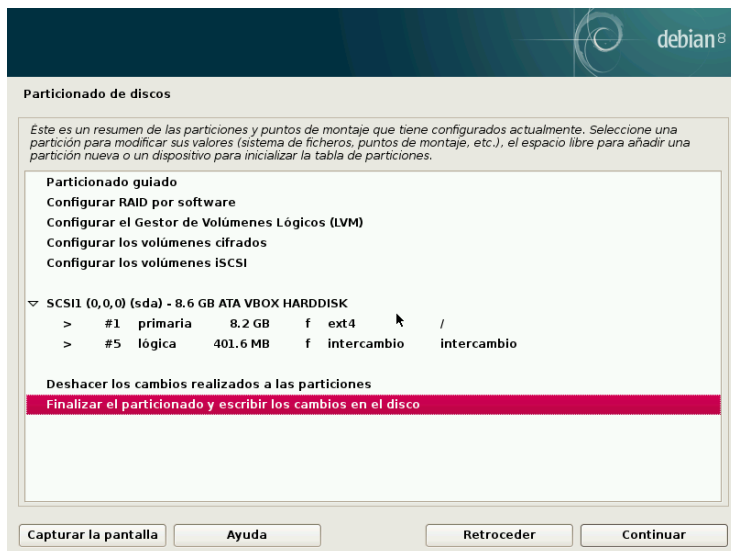 debian 8
Particionado de discos
Éste es un resumen de las particiones y puntos de montaje que tiene configurados actualmente. Seleccione una
partición para modificar sus valores (sistema de ficheros, puntos de montaje, etc.), el espacio libre para añadir una
partición nueva o un dispositivo para inicializar la tabla de particiones.
Particionado guiado
Configurar RAID por software
Configurar el Gestor de Volúmenes Lógicos (LVM)
Configurar los volúmenes cifrados
Configurar los volúmenes iSCSI
SCSI1 (0,0,0) (sda) - 8.6 GB ATA VBOX HARDDISK
> #1 primaria 8.2 GB f ext4 /
> #5 lógica 401.6 MB f intercambio intercambio
Deshacer los cambios realizados a las particiones
Finalizar el particionado y escribir los cambios en el disco
Capturar la pantalla Ayuda Retroceder Continuar